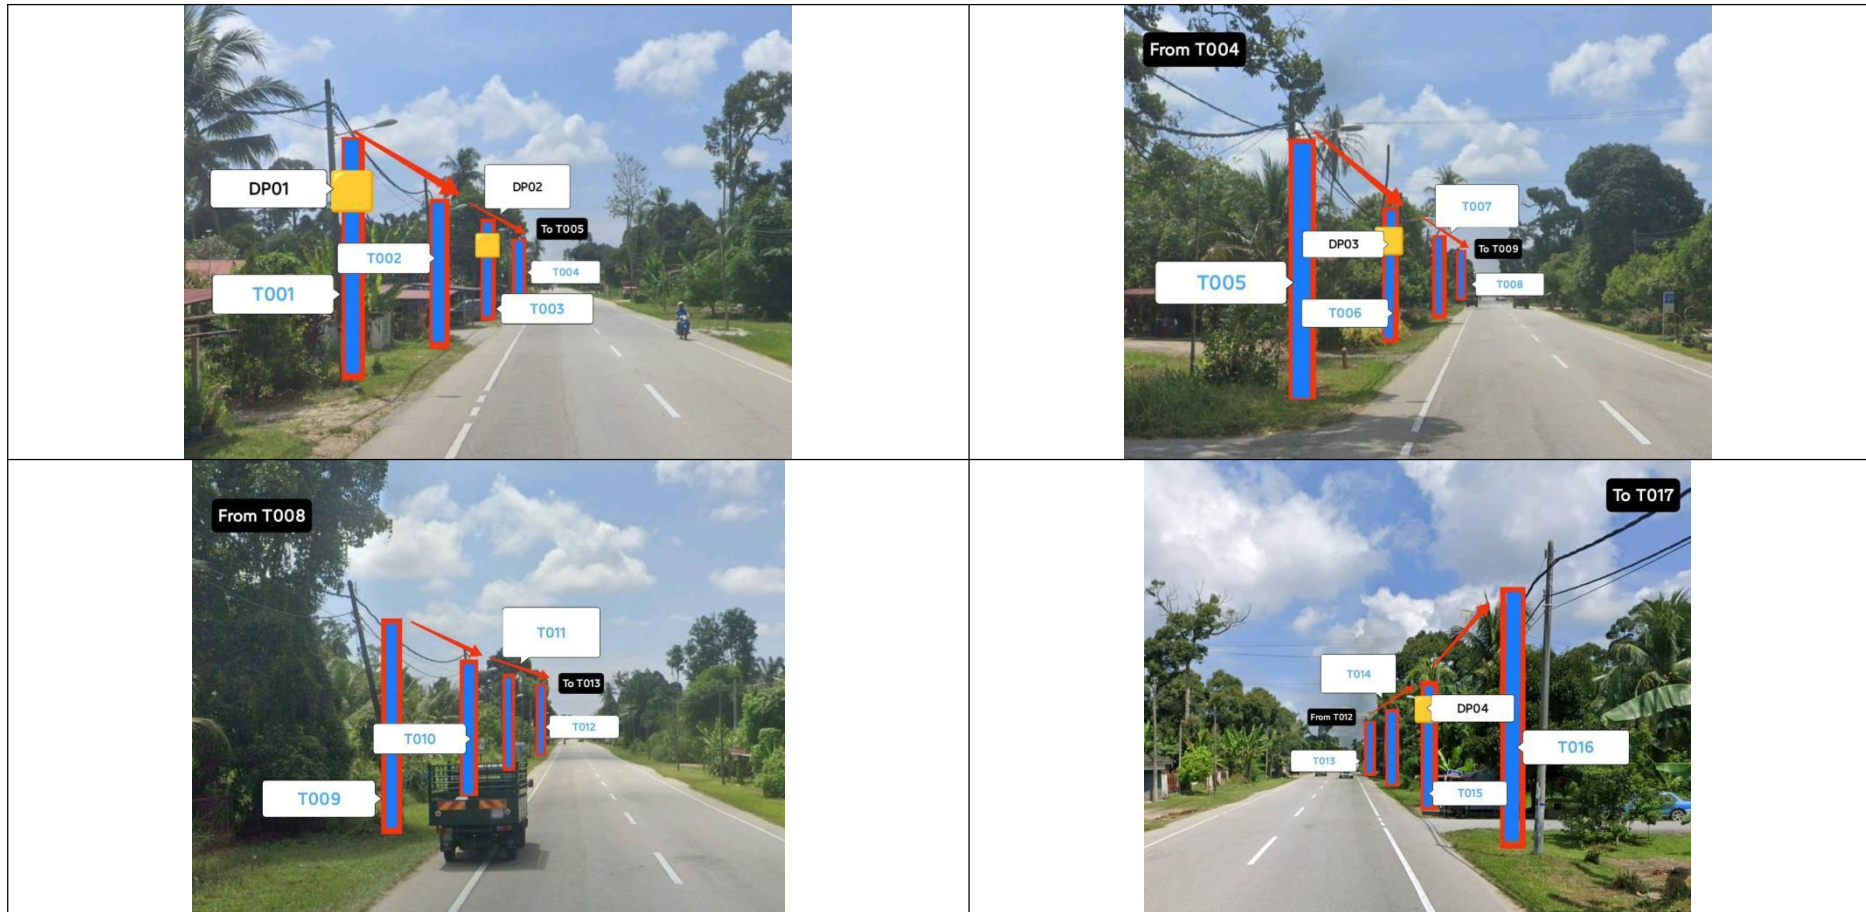 DP01
DP02
To T005
T002
T004
T001
T003
From T004
T007
DP03
To T009
T005
T008
T006
From T008
T011
To T013
T012
T010
T009
To T017
T014
DP04
From T012
T016
T013
T015